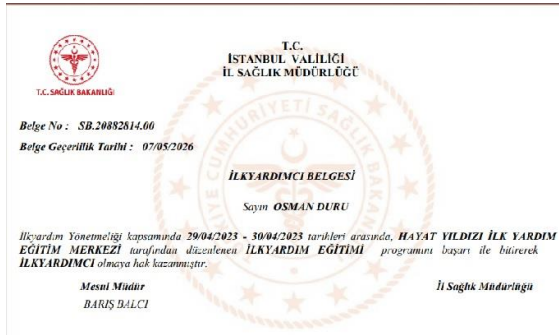 T.C.
İSTANBUL VALİLİĞİ
İL SAĞLIK MÜDÜRLÜĞÜ
T.C. SAĞLIK BAKANLIĞI
Belge No : SB.20882814.00
Belge Geçerlilik Tarihi : 07/05/2026
İLKYARDIMCI BELGESİ
Sayın OSMAN DURU
İlkyardım Yönetmeliği kapsamında 29/04/2023 - 30/04/2023 tarihleri arasında, HAYAT YILDIZI İLK YARDIM
EĞİTİM MERKEZİ tarafından düzenlenen İLKYARDIM EĞİTİMİ programını başarı ile bitirerek
İLKYARDIMCI olmaya hak kazanmıştır.
Mesul Müdür
İl Sağlık Müdürlüğü
BARIŞ BALCI